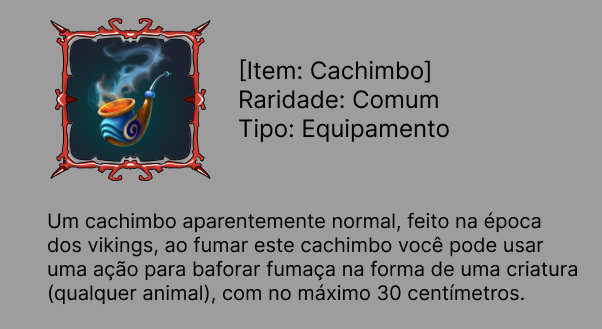 [Item: Cachimbo]
Raridade: Comum
Tipo: Equipamento
Um cachimbo aparentemente normal, feito na época
dos vikings, ao fumar este cachimbo você pode usar
uma ação para baforar fumaça na forma de uma criatura
(qualquer animal), com no máximo 30 centímetros.